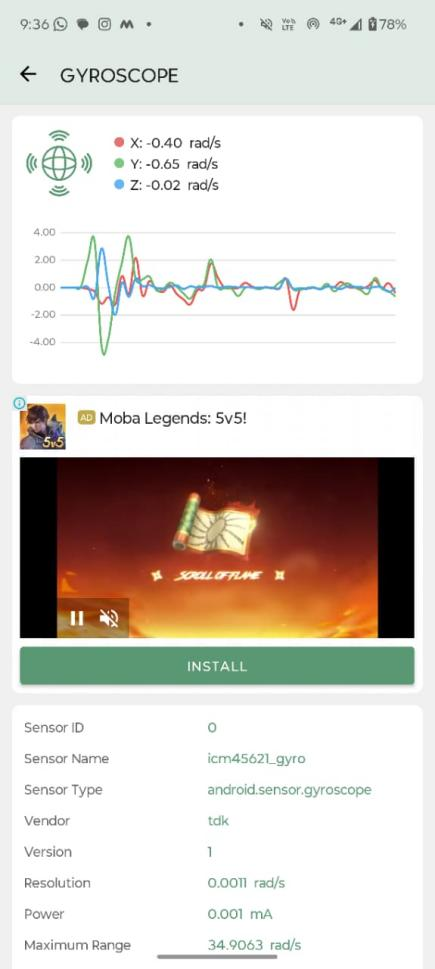 9:36
VoD LTE 4G+ 78%
GYROSCOPE
X: -0.40 rad/s
Y: -0.65 rad/s
Z: -0.02 rad/s
4.00
2.00
0.00
-2.00
-4.00
AD Moba Legends: 5v5!
5v5
SCROLL OF FLAME
INSTALL
Sensor ID 0
Sensor Name icm45621_gyro
Sensor Type android.sensor.gyroscope
Vendor tdk
Version 1
Resolution 0.0011 rad/s
Power 0.001 mA
Maximum Range 34.9063 rad/s